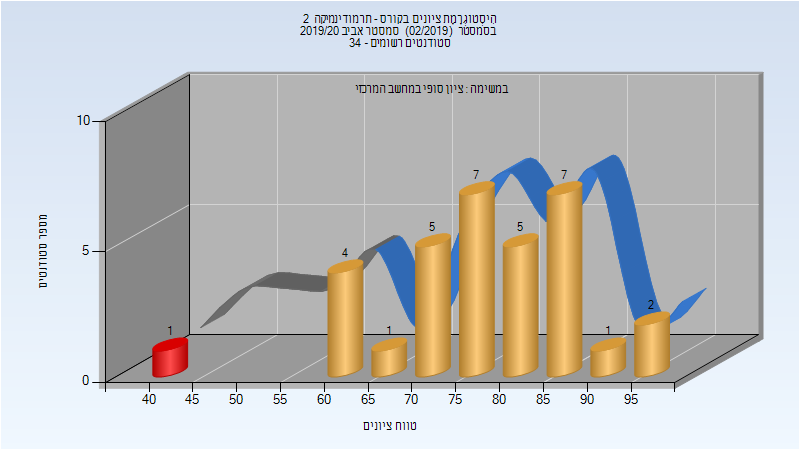 היסטוגרמת ציונים בקורס - תרמודינמיקה 2
בסמסטר (02/2019) סמסטר אביב 2019/20
סטודנטים רשומים - 34
במשימה : ציון סופי במחשב המרכזי
מספר סטודנטים
10
5
0
1
4
1
5
7
5
7
1
2
40 45 50 55 60 65 70 75 80 85 90 95
טווח ציונים